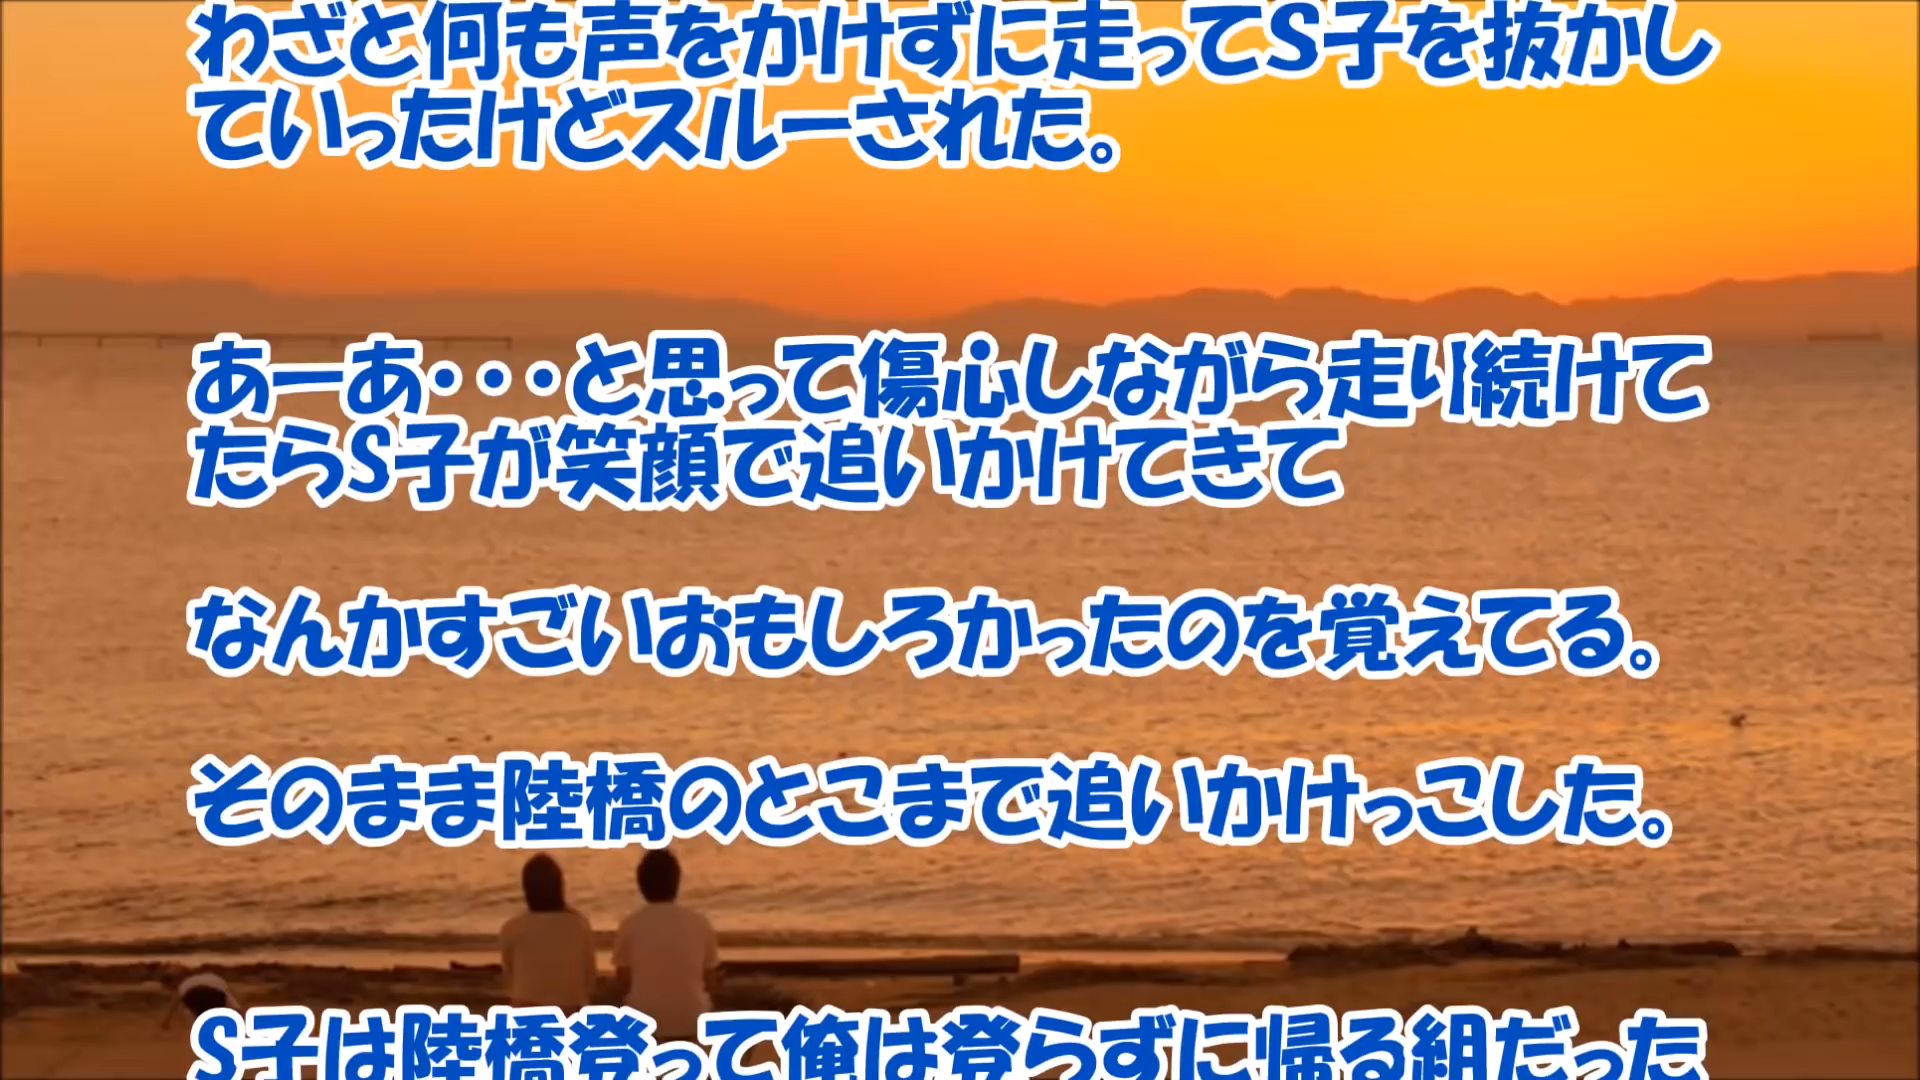 わざと何も声をかけずに走ってS子を抜かし
ていったけどスルーされた。
あーあ・・・と思って傷心しながら走り続けて
たらS子が笑顔で追いかけてきて
なんかすごいおもしろかったのを覚えてる。
そのまま陸橋のとこまで追いかけっこした。
S子は陸橋登って俺は登らずに帰る組だった